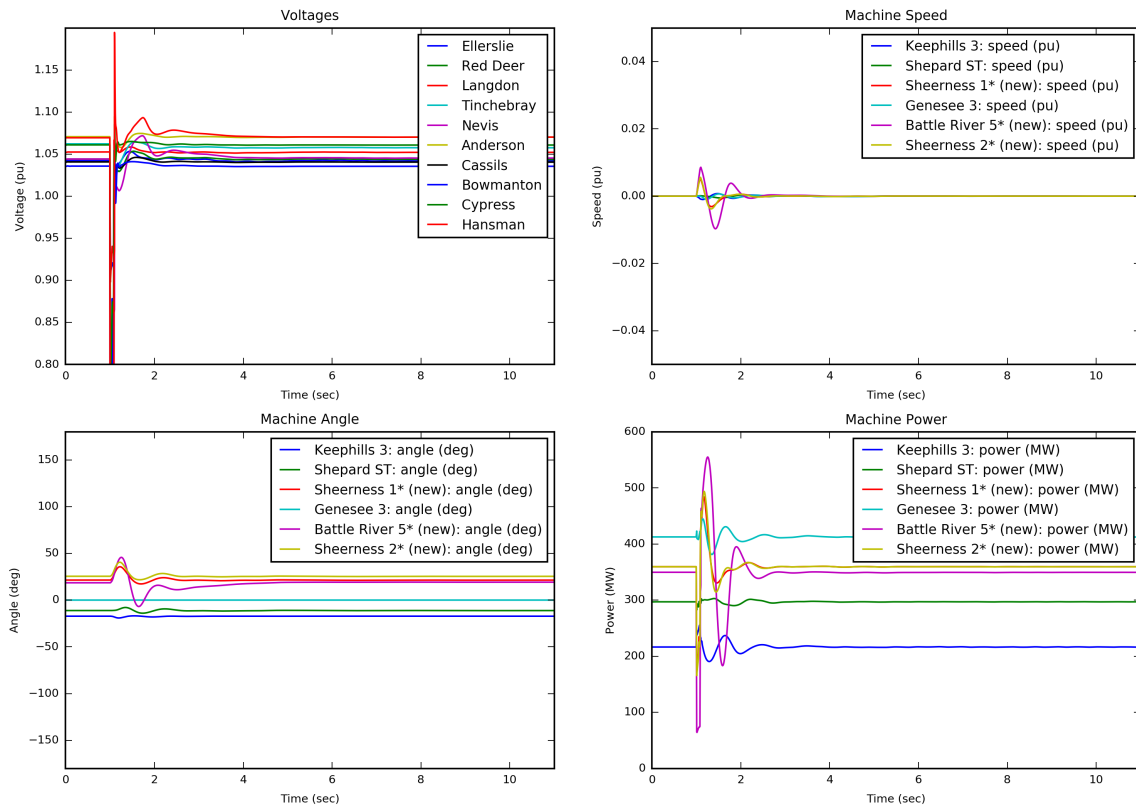 Voltages
1.15
1.10
1.05
1.00
0.95
0.90
0.85
0.80
Voltage (pu)
0
2
4
6
8
10
Time (sec)
Ellerslie
Red Deer
Langdon
Tinchebray
Nevis
Anderson
Cassils
Bowmanton
Cypress
Hansman
Machine Speed
0.04
0.02
0.00
−0.02
−0.04
Speed (pu)
0
2
4
6
8
10
Time (sec)
Keephills 3: speed (pu)
Shepard ST: speed (pu)
Sheerness 1* (new): speed (pu)
Genesee 3: speed (pu)
Battle River 5* (new): speed (pu)
Sheerness 2* (new): speed (pu)
Machine Angle
150
100
50
0
−50
−100
−150
Angle (deg)
0
2
4
6
8
10
Time (sec)
Keephills 3: angle (deg)
Shepard ST: angle (deg)
Sheerness 1* (new): angle (deg)
Genesee 3: angle (deg)
Battle River 5* (new): angle (deg)
Sheerness 2* (new): angle (deg)
Machine Power
600
500
400
300
200
100
0
Power (MW)
0
2
4
6
8
10
Time (sec)
Keephills 3: power (MW)
Shepard ST: power (MW)
Sheerness 1* (new): power (MW)
Genesee 3: power (MW)
Battle River 5* (new): power (MW)
Sheerness 2* (new): power (MW)